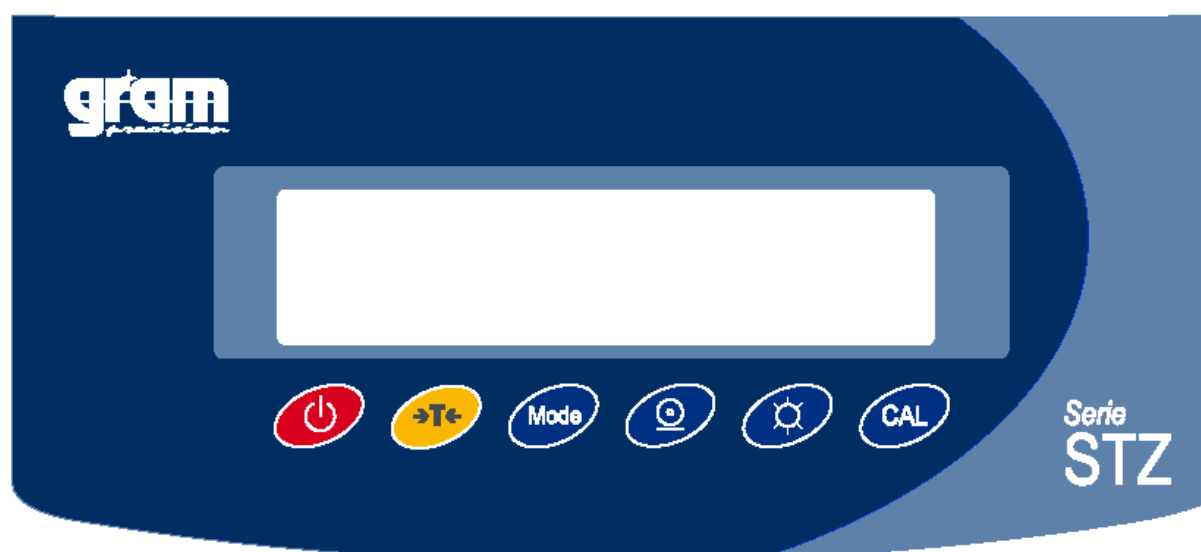 gram
precision
→T← Mode CAL
Serie
STZ